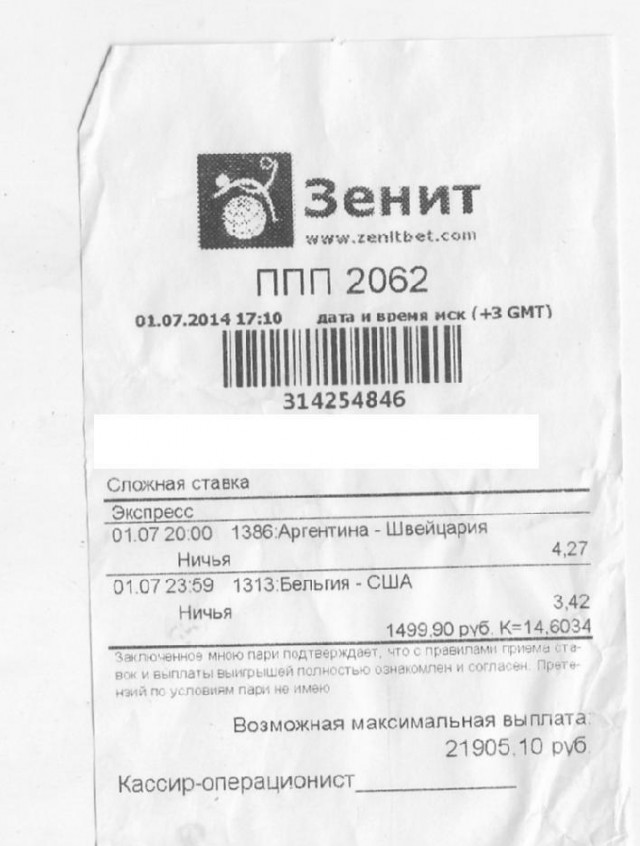 Зенит
www.zenitbet.com
ППП 2062
01.07.2014 17:10 дата и время мск (+3 GMT)
314254846
Сложная ставка
Экспресс
01.07 20:00 1386:Аргентина - Швейцария
Ничья 4,27
01.07 23:59 1313:Бельгия - США
Ничья 3,42
1499,90 руб. К=14,6034
Заключенное мною пари подтверждает, что с правилами приема ста-
вок и выплаты выигрышей полностью ознакомлен и согласен. Прете-
нзий по условиям пари не имею
Возможная максимальная выплата:
21905,10 руб.
Кассир-операционист____________